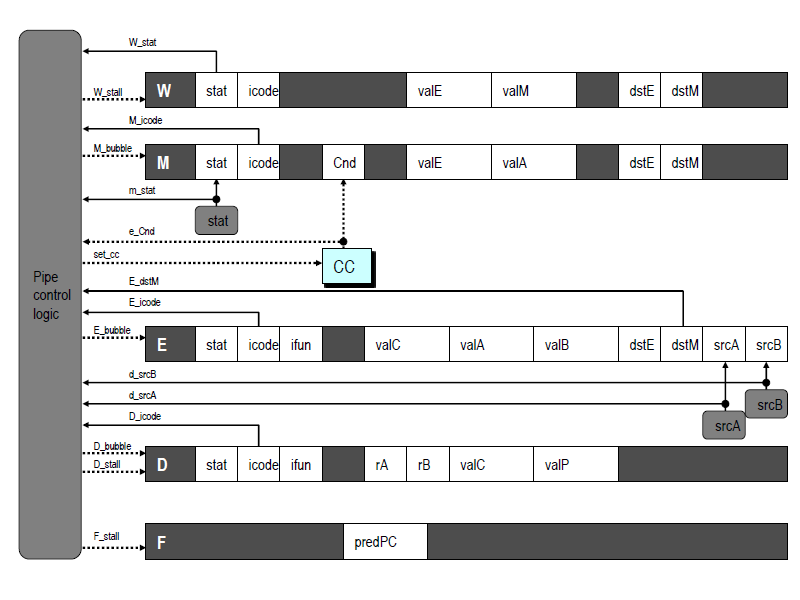 W_stat
W_stall
W stat icode valE valM dstE dstM
M_icode
M_bubble
M stat icode Cnd valE valA dstE dstM
m_stat
stat
e_Cnd
set_cc
CC
Pipe
control
logic
E_dstM
E_icode
E_bubble
E stat icode ifun valC valA valB dstE dstM srcA srcB
d_srcB
d_srcA
srcB
D_icode
srcA
D_bubble
D_stall
D stat icode ifun rA rB valC valP
F_stall
F predPC